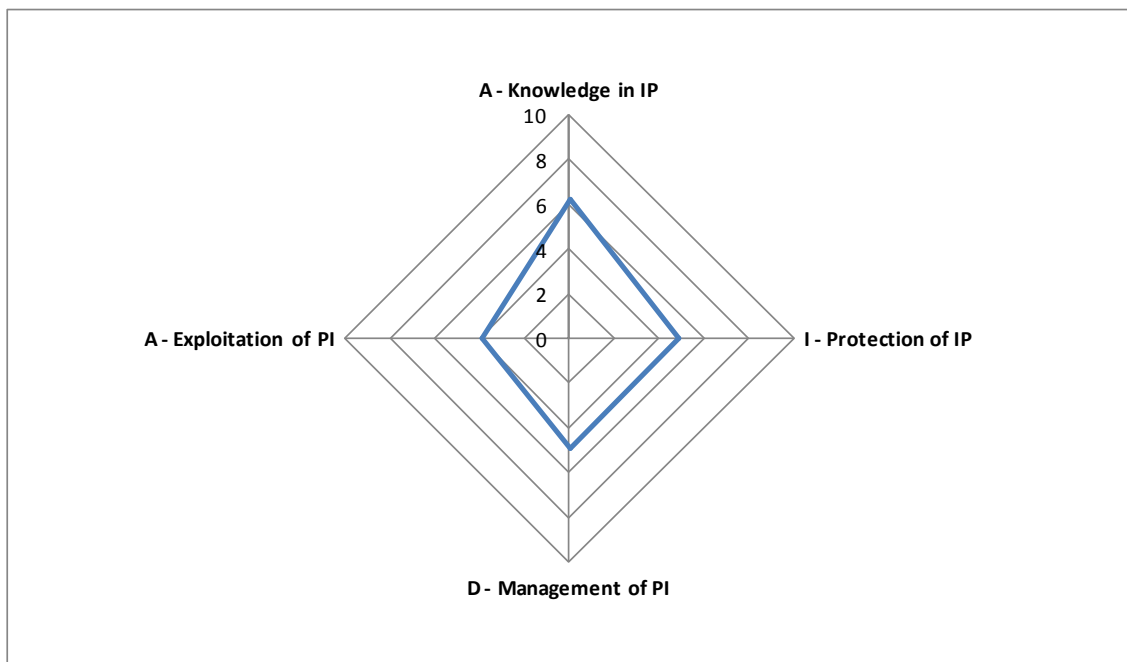 A - Knowledge in IP
10
8
6
4
2
0
A - Exploitation of PI
I - Protection of IP
D - Management of PI